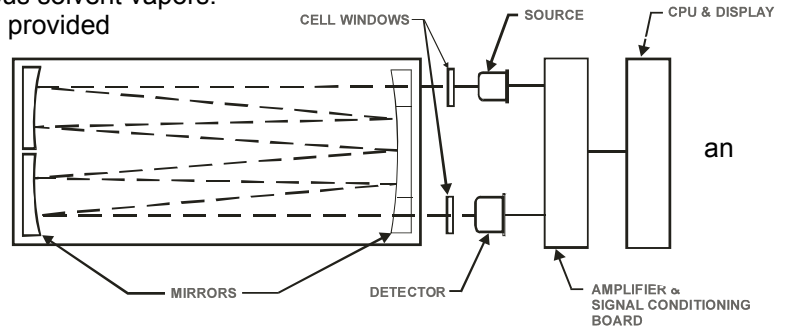 us solvent vapors.
provided
CELL WINDOWS
SOURCE
CPU & DISPLAY
an
MIRRORS
DETECTOR
AMPLIFIER &
SIGNAL CONDITIONING
BOARD